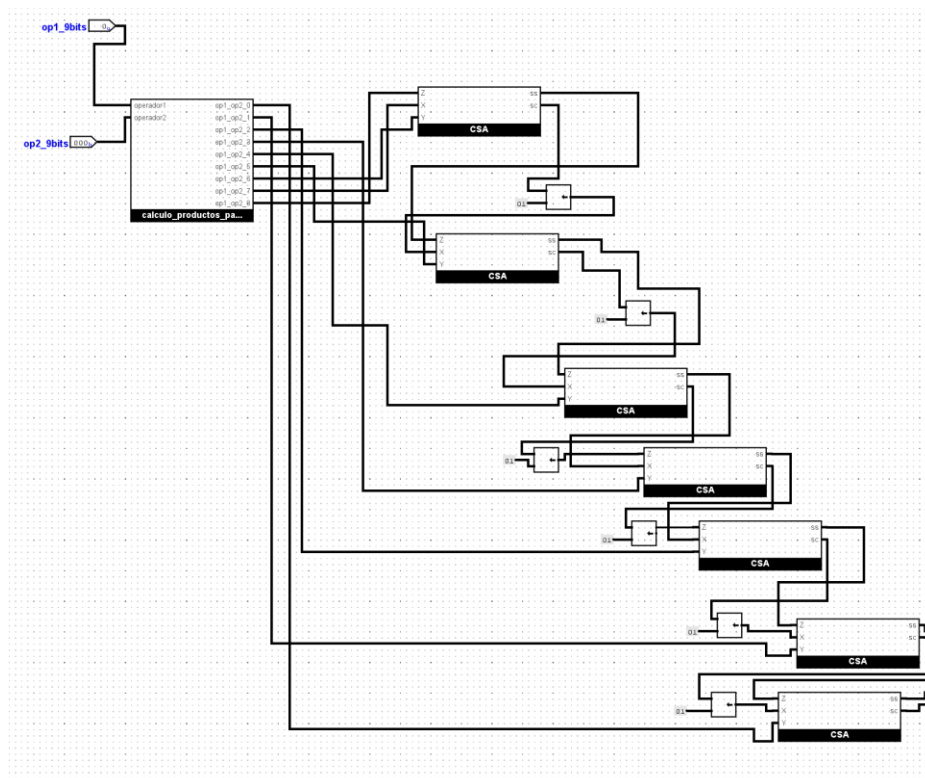 op1_9bits
operador1
operador2
op2_9bits
op1_op2_0
op1_op2_1
op1_op2_2
op1_op2_3
op1_op2_4
op1_op2_5
op1_op2_6
op1_op2_7
op1_op2_8
calculo_productos_pa...
Z
X
Y
ss
sc
CSA
01
Z
X
Y
ss
sc
CSA
01
Z
X
Y
ss
sc
CSA
01
Z
X
Y
ss
sc
CSA
01
Z
X
Y
ss
sc
CSA
01
Z
X
Y
ss
sc
CSA
01
Z
X
Y
ss
sc
CSA